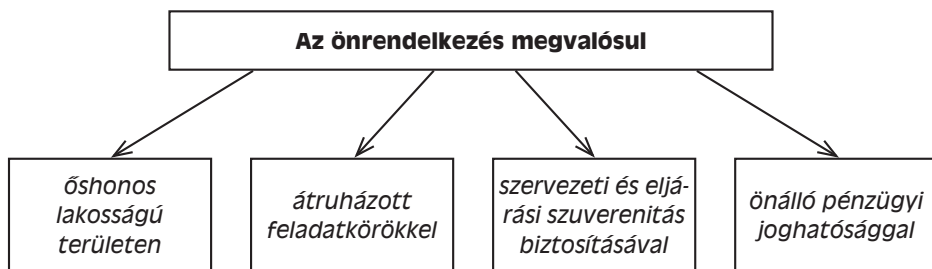 Az önrendelkezés megvalósul
őshonos
lakosságú
területen
átruházott
feladatkörökkel
szervezeti és eljá-
rási szuverenitás
biztosításával
önálló pénzügyi
joghatósággal